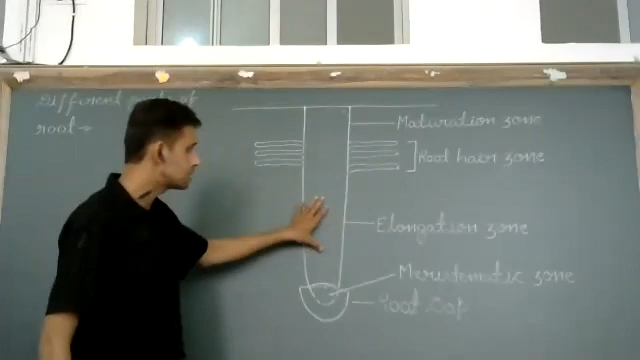 Different parts of
root →
Maturation zone
Root hair zone
Elongation zone
Meristematic zone
Root Cap